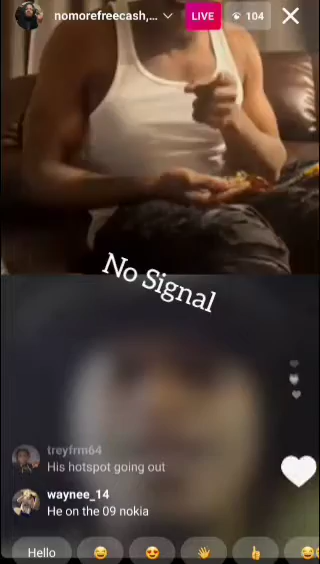 nomorefreecash,...
LIVE
104
No Signal
treyfrm64
His hotspot going out
waynee_14
He on the 09 nokia
Hello